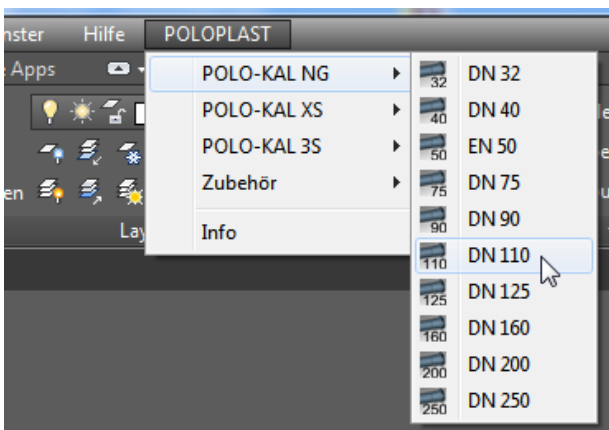 Hilfe POLOPLAST
Apps
POLO-KAL NG
POLO-KAL XS
POLO-KAL 3S
Zubehör
Info
32 DN 32
40 DN 40
50 EN 50
75 DN 75
90 DN 90
110 DN 110
125 DN 125
160 DN 160
200 DN 200
250 DN 250